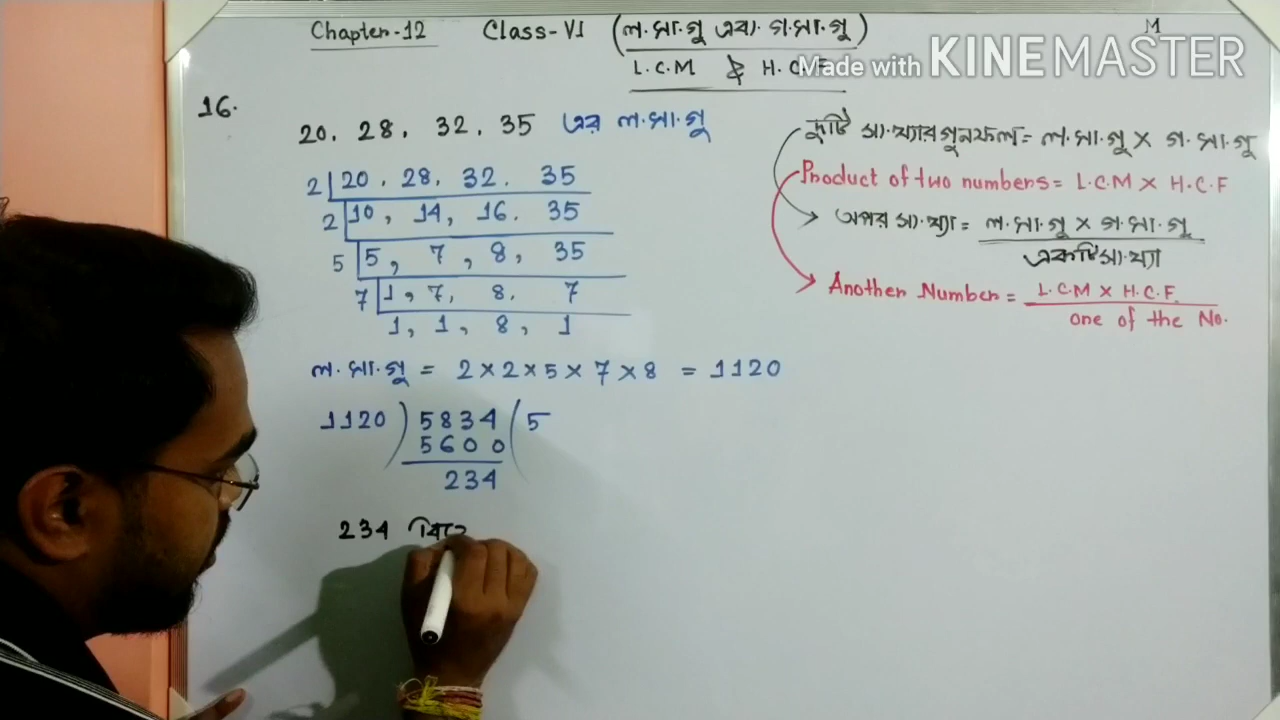 Chapter-12 Class-VI (ল.সা.গু এবং গ.সা.গু)
L.C.M & H.C.F
M
Made with KINEMASTER
16.
20, 28, 32, 35 এর ল.সা.গু
2 | 20, 28, 32, 35
2 | 10, 14, 16, 35
5 | 5, 7, 8, 35
7 | 1, 7, 8, 7
1, 1, 8, 1
ল.সা.গু = 2 × 2 × 5 × 7 × 8 = 1120
1120 ) 5834 ( 5
5600
234
234 বিয়ে
দুটি সংখ্যার গুনফল = ল.সা.গু × গ.সা.গু
Product of two numbers = L.C.M × H.C.F
অপর সংখ্যা = ল.সা.গু × গ.সা.গু
একটি সংখ্যা
Another Number = L.C.M × H.C.F.
one of the No.